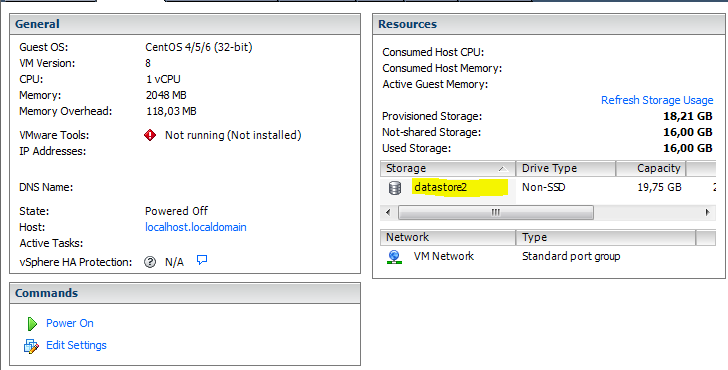 General
Guest OS: CentOS 4/5/6 (32-bit)
VM Version: 8
CPU: 1 vCPU
Memory: 2048 MB
Memory Overhead: 118,03 MB
VMware Tools: Not running (Not installed)
IP Addresses:
DNS Name:
State: Powered Off
Host: localhost.localdomain
Active Tasks:
vSphere HA Protection: N/A
Commands
Power On
Edit Settings
Resources
Consumed Host CPU:
Consumed Host Memory:
Active Guest Memory:
Refresh Storage Usage
Provisioned Storage: 18,21 GB
Not-shared Storage: 16,00 GB
Used Storage: 16,00 GB
Storage Drive Type Capacity
datastore2 Non-SSD 19,75 GB 2
Network Type
VM Network Standard port group